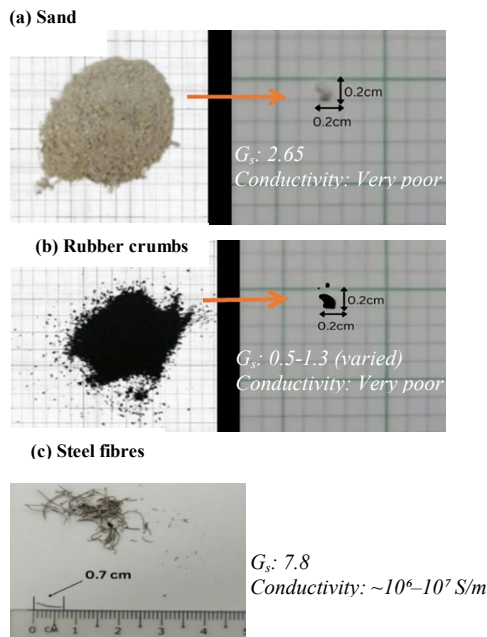 (a) Sand
0.2cm
0.2cm
Gₛ: 2.65
Conductivity: Very poor
(b) Rubber crumbs
0.2cm
0.2cm
Gₛ: 0.5-1.3 (varied)
Conductivity: Very poor
(c) Steel fibres
0.7 cm
0 CM 1 2 3 4 5
Gₛ: 7.8
Conductivity: ~10⁶–10⁷ S/m